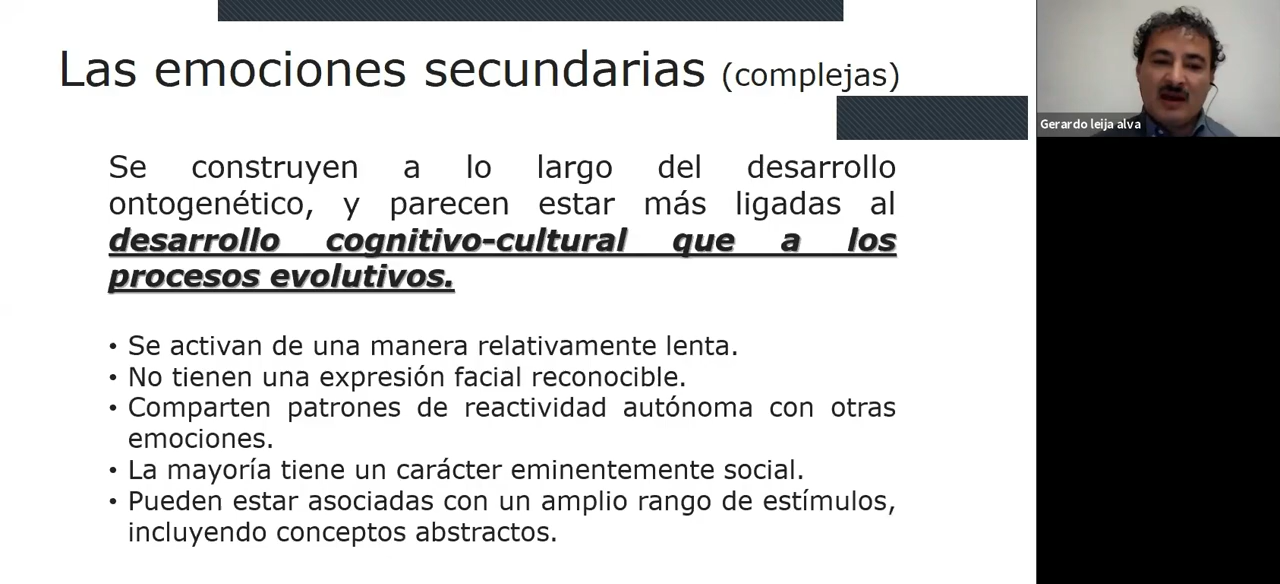 Las emociones secundarias (complejas)
Gerardo leija alva
Se construyen a lo largo del desarrollo
ontogenético, y parecen estar más ligadas al
desarrollo cognitivo-cultural que a los
procesos evolutivos.
• Se activan de una manera relativamente lenta.
• No tienen una expresión facial reconocible.
• Comparten patrones de reactividad autónoma con otras
emociones.
• La mayoría tiene un carácter eminentemente social.
• Pueden estar asociadas con un amplio rango de estímulos,
incluyendo conceptos abstractos.